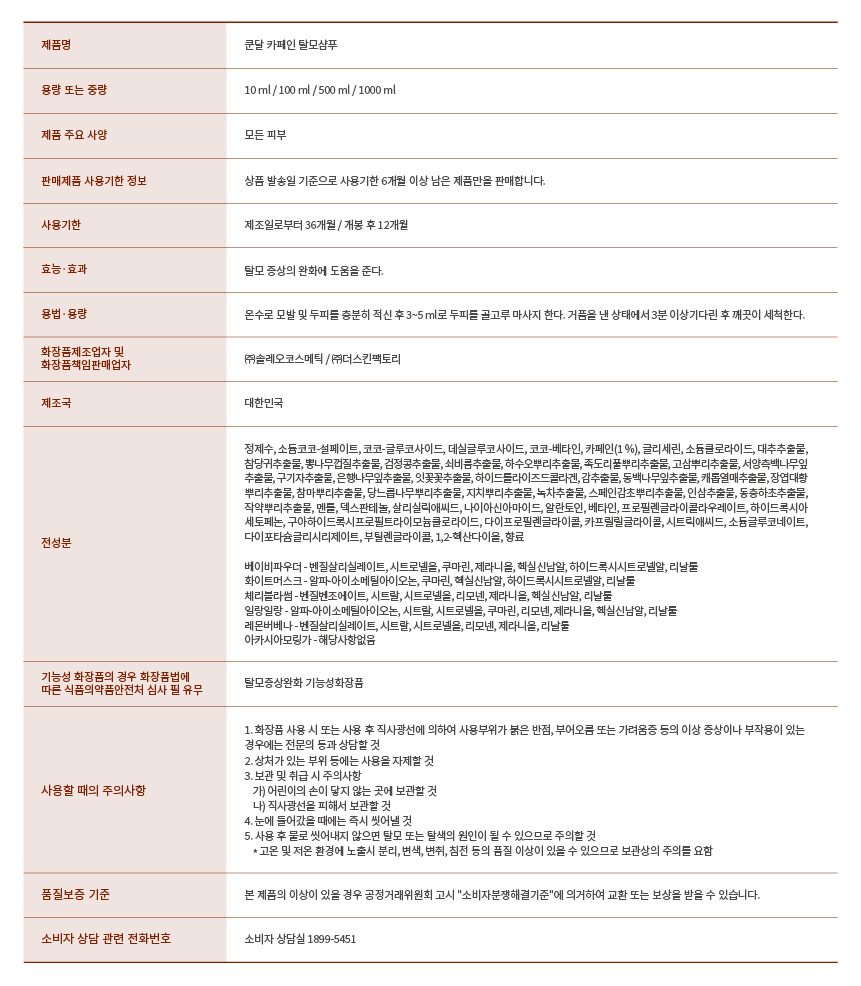 제품명
쿤달 카페인 탈모샴푸
용량 또는 중량
10 ml / 100 ml / 500 ml / 1000 ml
제품 주요 사양
모든 피부
판매제품 사용기한 정보
상품 발송일 기준으로 사용기한 6개월 이상 남은 제품만을 판매합니다.
사용기한
제조일로부터 36개월 / 개봉 후 12개월
효능·효과
탈모 증상의 완화에 도움을 준다.
용법·용량
온수로 모발 및 두피를 충분히 적신 후 3~5 ml로 두피를 골고루 마사지 한다. 거품을 낸 상태에서 3분 이상기다린 후 깨끗이 세척한다.
화장품제조업자 및
화장품책임판매업자
㈜솔레오코스메틱 / ㈜더스킨팩토리
제조국
대한민국
전성분
정제수, 소듐코코-설페이트, 코코-글루코사이드, 데실글루코사이드, 코코-베타인, 카페인(1 %), 글리세린, 소듐클로라이드, 대추추출물,
참당귀추출물, 뽕나무껍질추출물, 검정콩추출물, 쇠비름추출물, 하수오뿌리추출물, 족도리풀뿌리추출물, 고삼뿌리추출물, 서양측백나무잎
추출물, 구기자추출물, 은행나무잎추출물, 잇꽃꽃추출물, 하이드롤라이즈드콜라겐, 감추출물, 동백나무잎추출물, 캐롭열매추출물, 장엽대황
뿌리추출물, 참마뿌리추출물, 당느릅나무뿌리추출물, 지치뿌리추출물, 녹차추출물, 스페인감초뿌리추출물, 인삼추출물, 동충하초추출물,
작약뿌리추출물, 멘톨, 덱스판테놀, 살리실릭애씨드, 나이아신아마이드, 알란토인, 베타인, 프로필렌글라이콜라우레이트, 하이드록시아
세토페논, 구아하이드록시프로필트라이모늄클로라이드, 다이프로필렌글라이콜, 카프릴릴글라이콜, 시트릭애씨드, 소듐글루코네이트,
다이포타슘글리시리제이트, 부틸렌글라이콜, 1,2-헥산다이올, 향료
베이비파우더 - 벤질살리실레이트, 시트로넬올, 쿠마린, 제라니올, 헥실신남알, 하이드록시시트로넬알, 리날룰
화이트머스크 - 알파-아이소메틸아이오논, 쿠마린, 헥실신남알, 하이드록시시트로넬알, 리날룰
체리블라썸 - 벤질벤조에이트, 시트랄, 시트로넬올, 리모넨, 제라니올, 헥실신남알, 리날룰
일랑일랑 - 알파-아이소메틸아이오논, 시트랄, 시트로넬올, 쿠마린, 리모넨, 제라니올, 헥실신남알, 리날룰
레몬버베나 - 벤질살리실레이트, 시트랄, 시트로넬올, 리모넨, 제라니올, 리날룰
아카시아모링가 - 해당사항없음
기능성 화장품의 경우 화장품법에
따른 식품의약품안전처 심사 필 유무
탈모증상완화 기능성화장품
사용할 때의 주의사항
1. 화장품 사용 시 또는 사용 후 직사광선에 의하여 사용부위가 붉은 반점, 부어오름 또는 가려움증 등의 이상 증상이나 부작용이 있는
경우에는 전문의 등과 상담할 것
2. 상처가 있는 부위 등에는 사용을 자제할 것
3. 보관 및 취급 시 주의사항
가) 어린이의 손이 닿지 않는 곳에 보관할 것
나) 직사광선을 피해서 보관할 것
4. 눈에 들어갔을 때에는 즉시 씻어낼 것
5. 사용 후 물로 씻어내지 않으면 탈모 또는 탈색의 원인이 될 수 있으므로 주의할 것
* 고온 및 저온 환경에 노출시 분리, 변색, 변취, 침전 등의 품질 이상이 있을 수 있으므로 보관상의 주의를 요함
품질보증 기준
본 제품의 이상이 있을 경우 공정거래위원회 고시 "소비자분쟁해결기준"에 의거하여 교환 또는 보상을 받을 수 있습니다.
소비자 상담 관련 전화번호
소비자 상담실 1899-5451